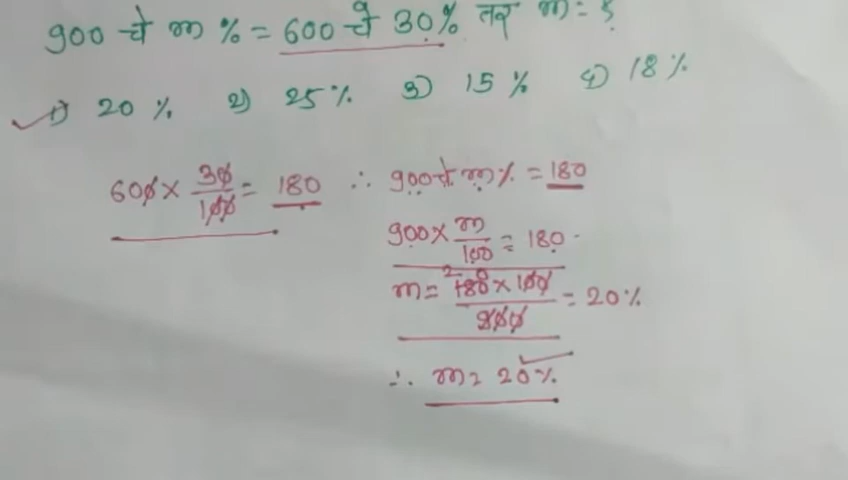 900 चे m % = 600 चे 30% तर m = ?
1) 20 % 2) 25 % 3) 15 % 4) 18 %
600 × 30/100 = 180 ∴ 900 चे m % = 180
900 × m/100 = 180
m = 180 × 100/900 = 20 %
20
∴ m = 20 %